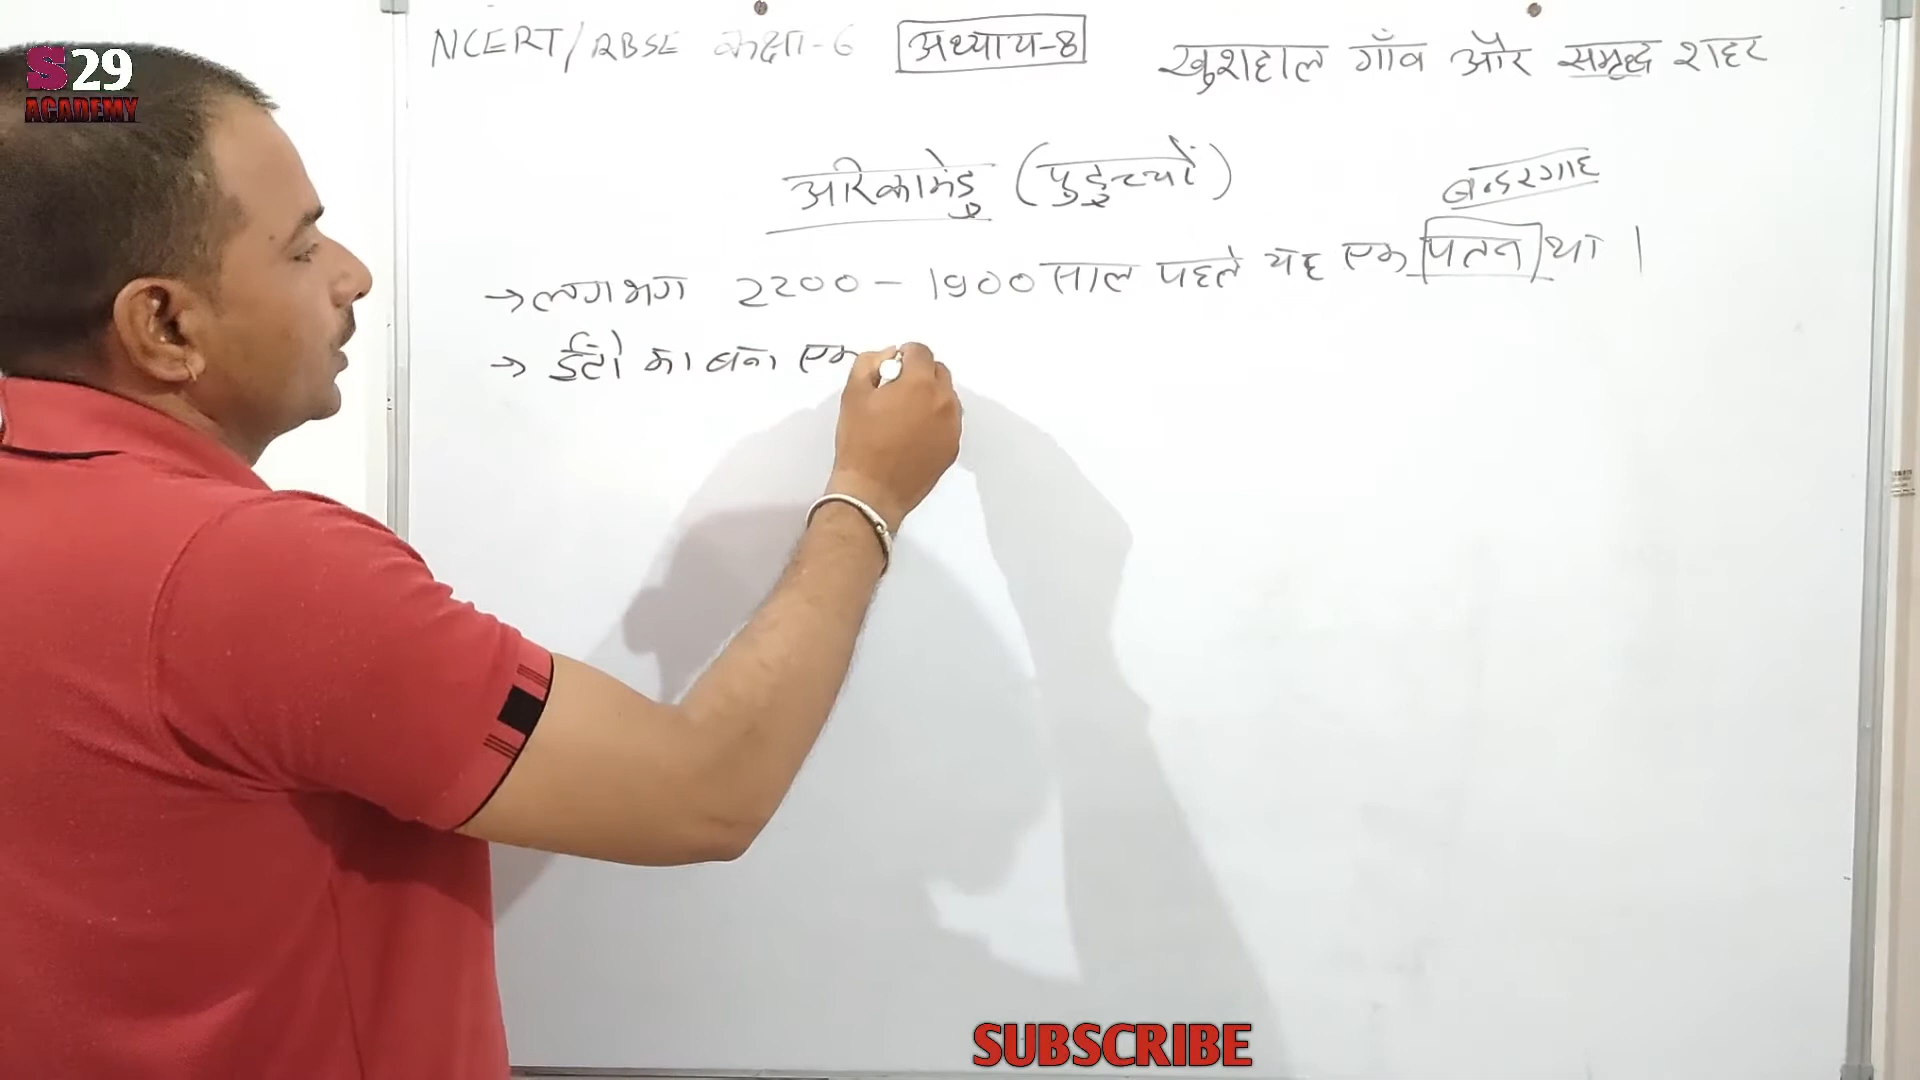 S29
ACADEMY
NCERT/RBSE कक्षा-6 अध्याय-8 खुशहाल गाँव और समृद्ध शहर
अरिकामेडु (पुडुच्चेरी)
बन्दरगाह
→ लगभग 2200 - 1900 साल पहले यह एक पत्तन था।
→ ईंटों का बना एक
SUBSCRIBE